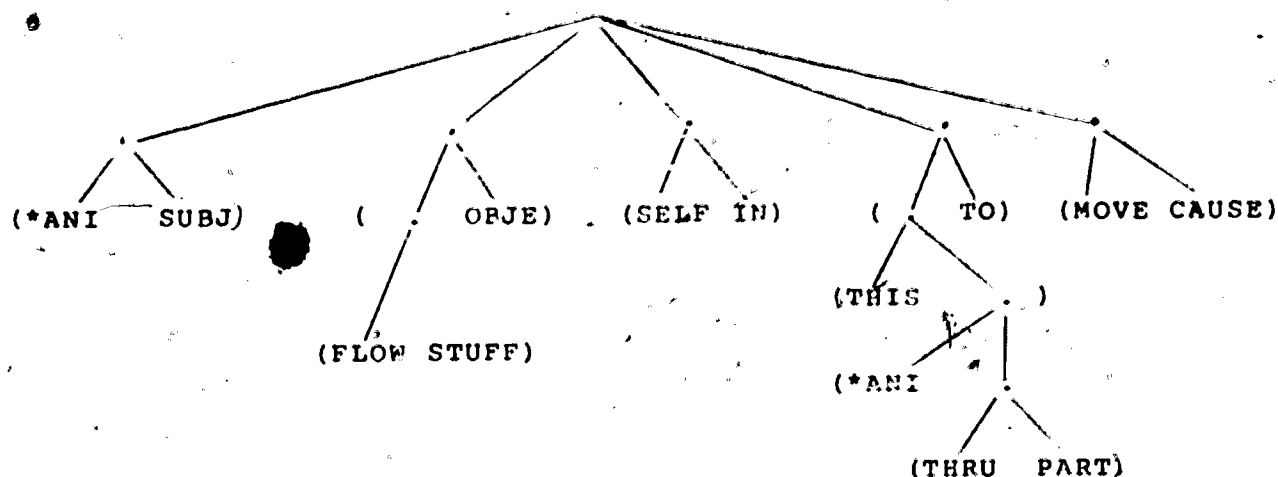 (*ANI SUBJ) ( OBJE) (SELF IN) ( TO) (MOVE CAUSE)
(THIS )
(FLOW STUFF)
(*ANI
(THRU PART)